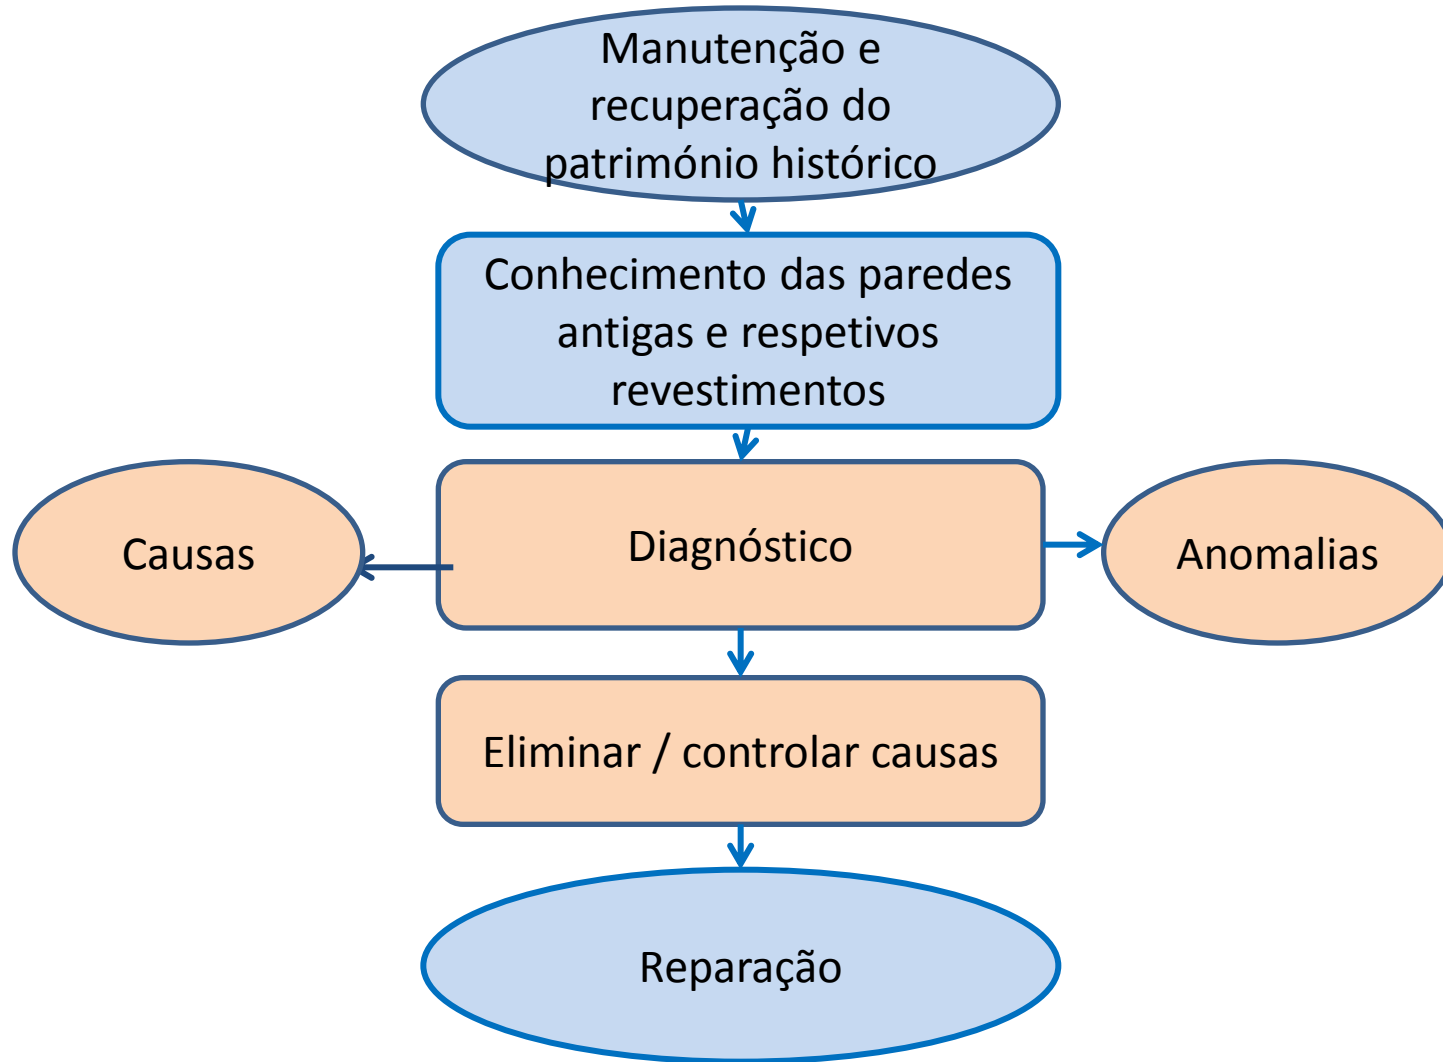 Manutenção e
recuperação do
património histórico
Conhecimento das paredes
antigas e respetivos
revestimentos
Causas
Diagnóstico
Anomalias
Eliminar / controlar causas
Reparação